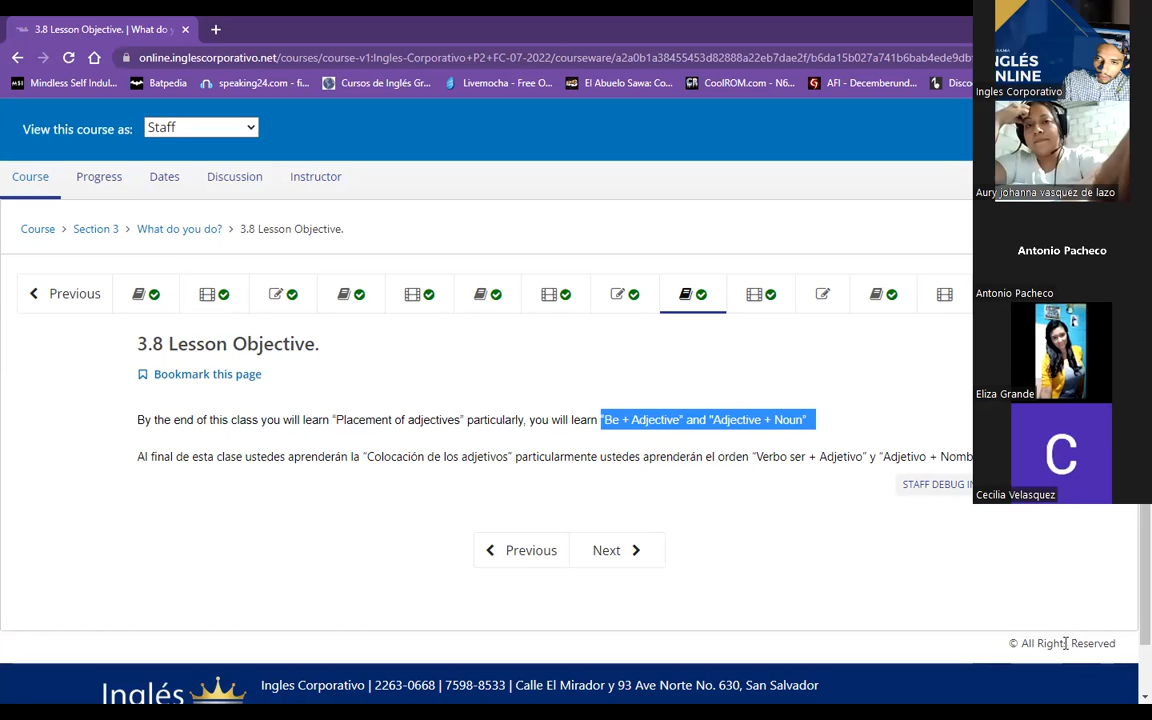 3.8 Lesson Objective. | What do you
online.inglescorporativo.net/courses/course-v1:Ingles-Corporativo+P2+FC-07-2022/courseware/a2a0b1a38455453d82888a22eb7dae2f/b6da15b027a741b6bab4ede9db
Mindless Self Indul... Batpedia speaking24.com - fi... Cursos de Inglés Gr... Livemocha - Free O... El Abuelo Sawa: Co... CoolROM.com - N6... AFI - Decemberund... Disco
View this course as: Staff
Course Progress Dates Discussion Instructor
Course > Section 3 > What do you do? > 3.8 Lesson Objective.
Previous
3.8 Lesson Objective.
Bookmark this page
By the end of this class you will learn “Placement of adjectives” particularly, you will learn “Be + Adjective” and "Adjective + Noun”
Al final de esta clase ustedes aprenderán la “Colocación de los adjetivos” particularmente ustedes aprenderán el orden “Verbo ser + Adjetivo” y “Adjetivo + Nomb
STAFF DEBUG IN
Previous Next
© All Rights Reserved
Inglés
Ingles Corporativo | 2263-0668 | 7598-8533 | Calle El Mirador y 93 Ave Norte No. 630, San Salvador
NGLÉS
ONLINE
Ingles Corporativo
Aury johanna vasquez de lazo
Antonio Pacheco
Antonio Pacheco
Eliza Grande
C
Cecilia Velasquez